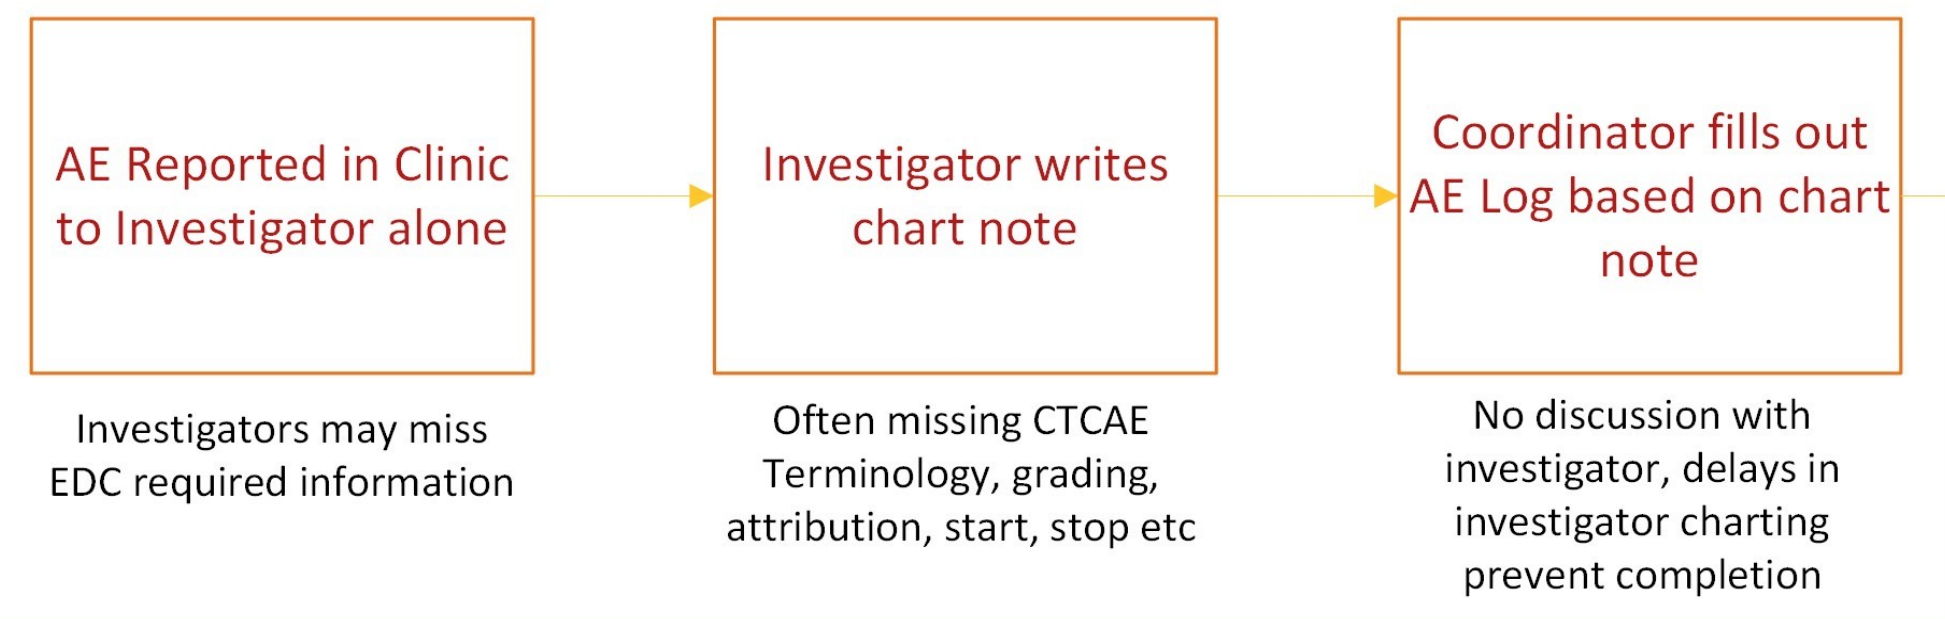 AE Reported in Clinic
to Investigator alone
Investigators may miss
EDC required information
Investigator writes
chart note
Often missing CTCAE
Terminology, grading,
attribution, start, stop etc
Coordinator fills out
AE Log based on chart
note
No discussion with
investigator, delays in
investigator charting
prevent completion